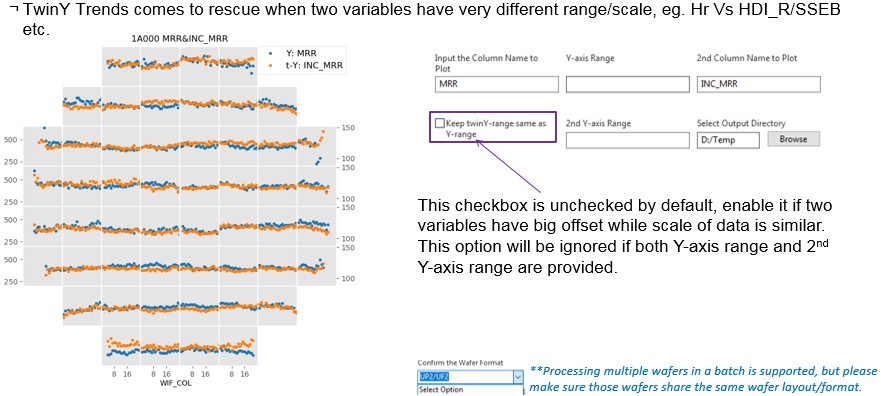 ¬ TwinY Trends comes to rescue when two variables have very different range/scale, eg. Hr Vs HDI_R/SSEB
etc.
1A000 MRR&INC_MRR
Y: MRR
t-Y: INC_MRR
500
250
500
250
500
250
500
250
150
100
150
100
150
100
150
100
8 16
8 16
8 16
8 16
WIF_COL
Input the Column Name to
Plot
MRR
Y-axis Range
2nd Column Name to Plot
INC_MRR
Keep twinY-range same as
Y-range
2nd Y-axis Range
Select Output Directory
D:/Temp
Browse
This checkbox is unchecked by default, enable it if two
variables have big offset while scale of data is similar.
This option will be ignored if both Y-axis range and 2nd
Y-axis range are provided.
Confirm the Wafer Format
UP2/UF2
Select Option
**Processing multiple wafers in a batch is supported, but please
make sure those wafers share the same wafer layout/format.